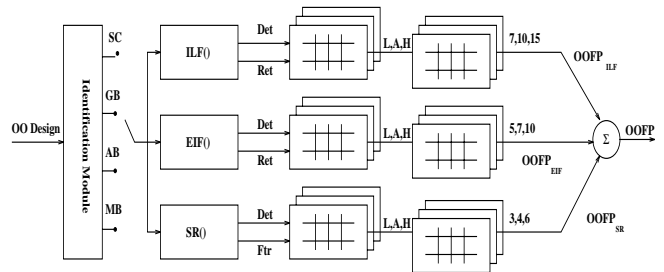 OO Design
Identification Module
SC
GB
AB
MB
ILF()
Det
Ret
L,A,H
7,10,15
OOFP ILF
EIF()
Det
Ret
L,A,H
5,7,10
OOFP EIF
SR()
Det
Ftr
L,A,H
3,4,6
OOFP SR
Σ
OOFP